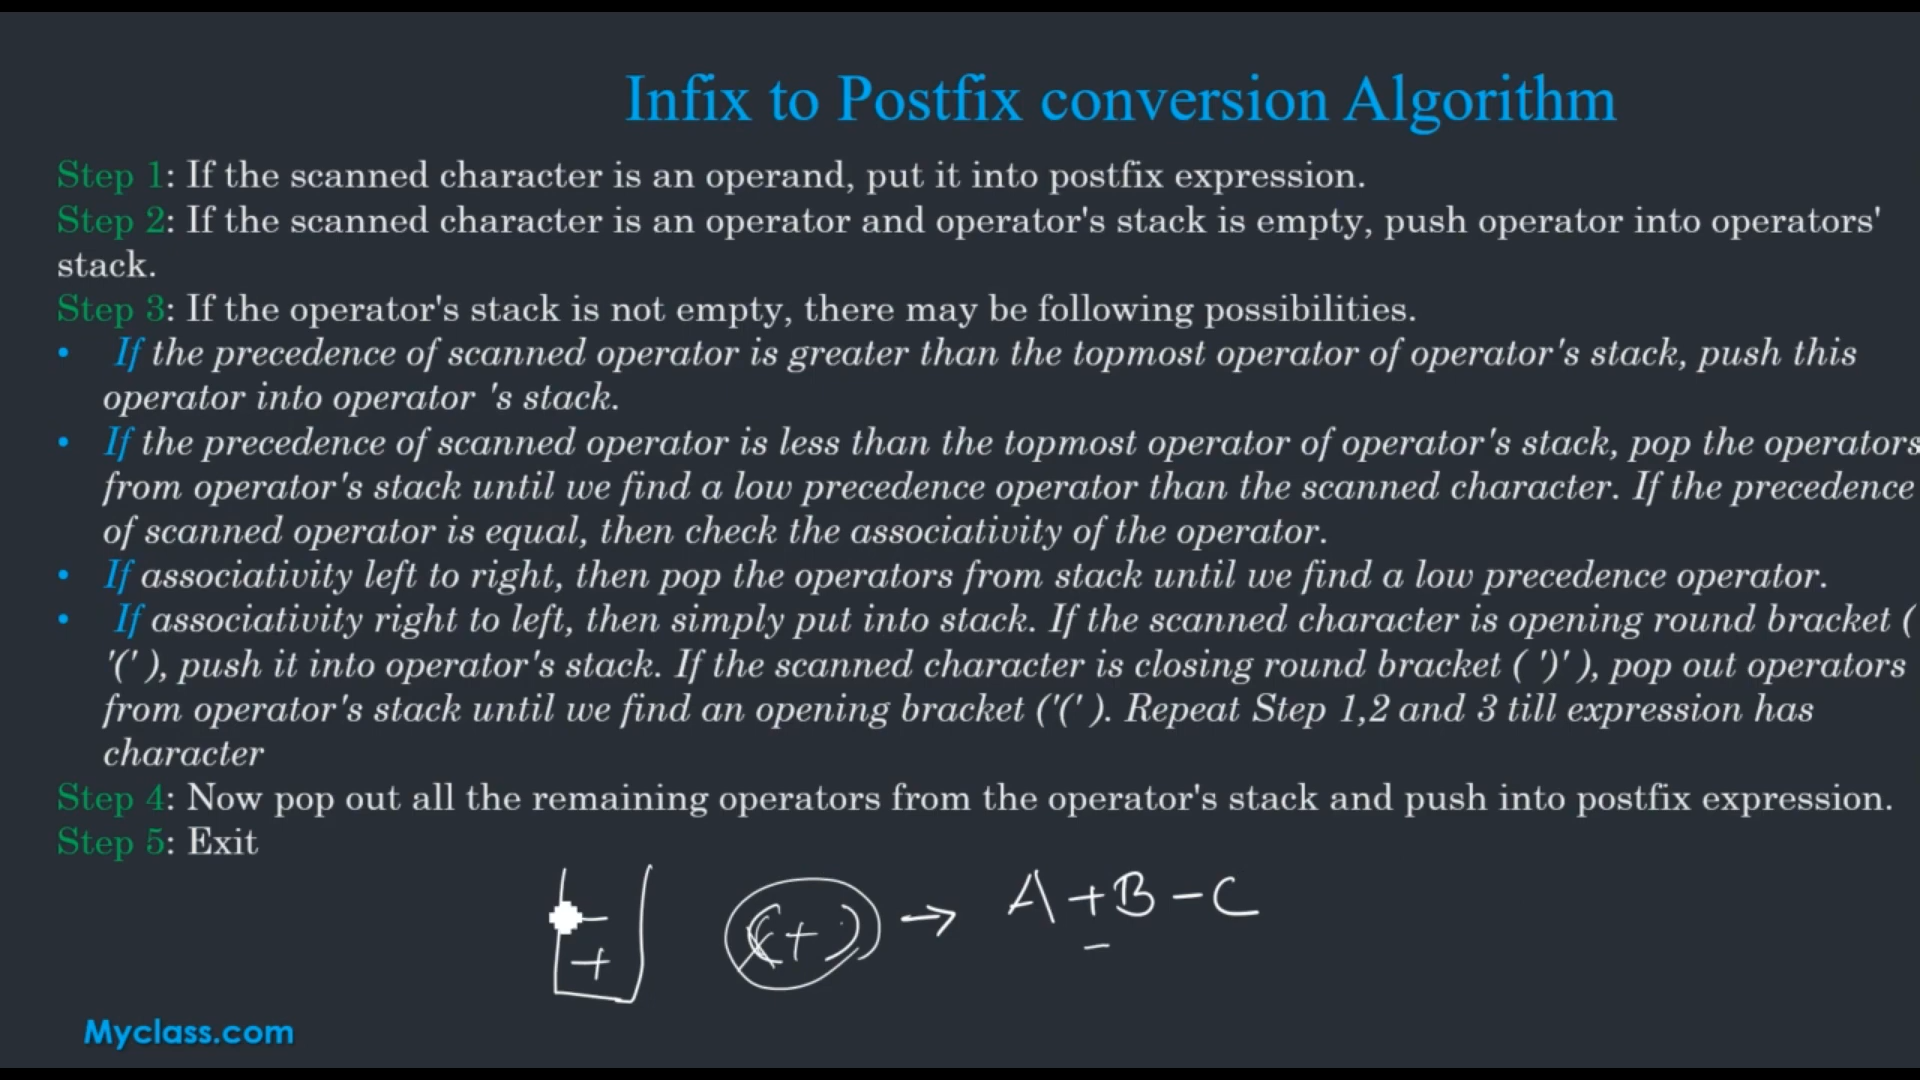 Infix to Postfix conversion Algorithm
Step 1: If the scanned character is an operand, put it into postfix expression.
Step 2: If the scanned character is an operator and operator's stack is empty, push operator into operators'
stack.
Step 3: If the operator's stack is not empty, there may be following possibilities.
• If the precedence of scanned operator is greater than the topmost operator of operator's stack, push this
operator into operator 's stack.
• If the precedence of scanned operator is less than the topmost operator of operator's stack, pop the operators
from operator's stack until we find a low precedence operator than the scanned character. If the precedence
of scanned operator is equal, then check the associativity of the operator.
• If associativity left to right, then pop the operators from stack until we find a low precedence operator.
• If associativity right to left, then simply put into stack. If the scanned character is opening round bracket (
'(' ), push it into operator's stack. If the scanned character is closing round bracket ( ')' ), pop out operators
from operator's stack until we find an opening bracket ('(' ). Repeat Step 1,2 and 3 till expression has
character
Step 4: Now pop out all the remaining operators from the operator's stack and push into postfix expression.
Step 5: Exit
A+B-C
-
+
(+)
→
Myclass.com